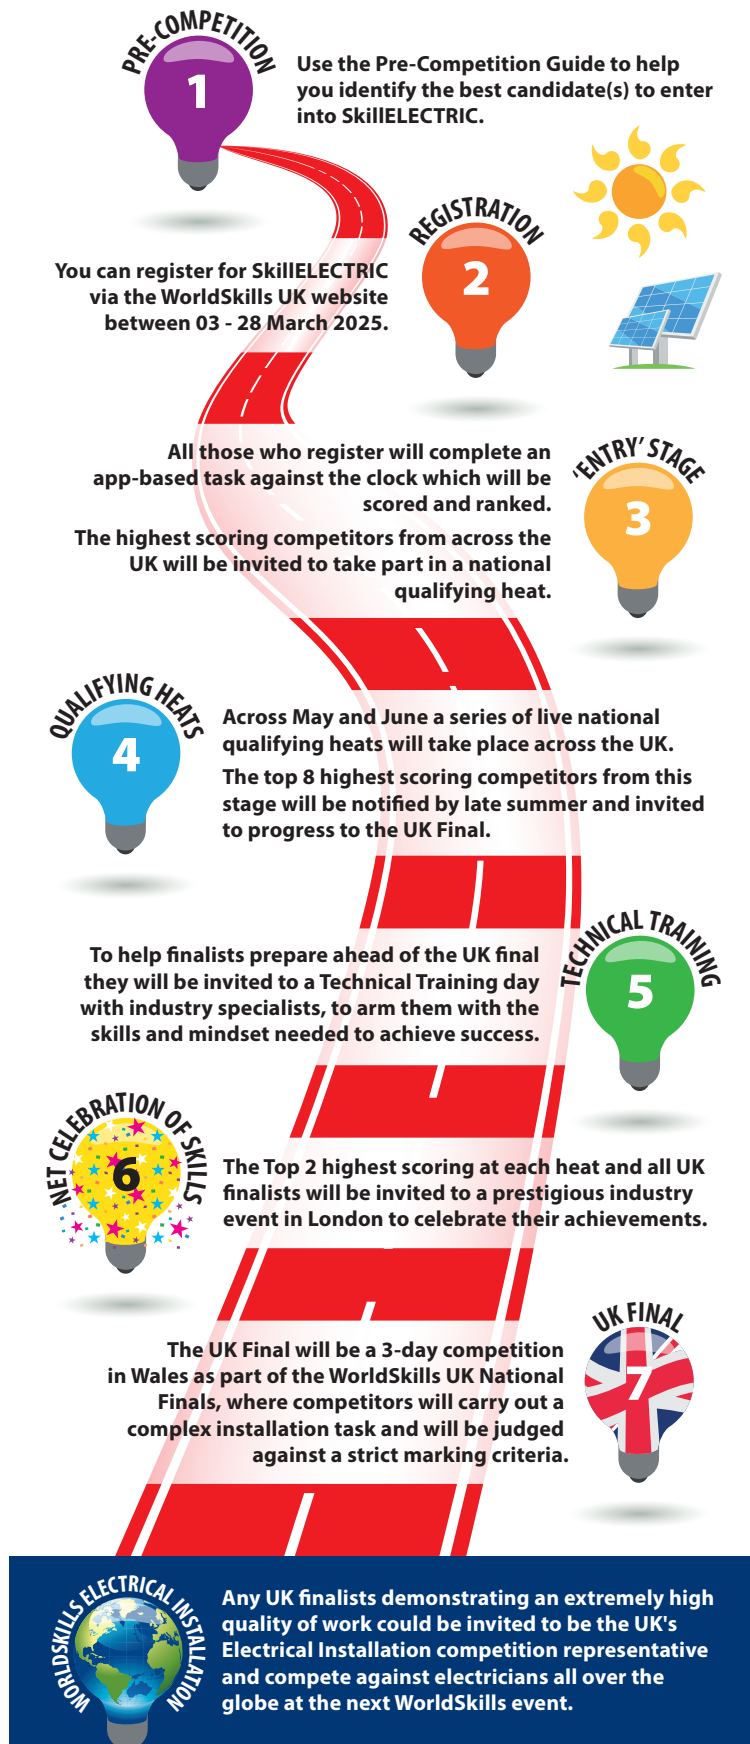 PRE-COMPETITION
1
Use the Pre-Competition Guide to help
you identify the best candidate(s) to enter
into SkillELECTRIC.
REGISTRATION
2
You can register for SkillELECTRIC
via the WorldSkills UK website
between 03 - 28 March 2025.
'ENTRY' STAGE
3
All those who register will complete an
app-based task against the clock which will be
scored and ranked.
The highest scoring competitors from across the
UK will be invited to take part in a national
qualifying heat.
QUALIFYING HEATS
4
Across May and June a series of live national
qualifying heats will take place across the UK.
The top 8 highest scoring competitors from this
stage will be notified by late summer and invited
to progress to the UK Final.
TECHNICAL TRAINING
5
To help finalists prepare ahead of the UK final
they will be invited to a Technical Training day
with industry specialists, to arm them with the
skills and mindset needed to achieve success.
NET CELEBRATION OF SKILLS
6
The Top 2 highest scoring at each heat and all UK
finalists will be invited to a prestigious industry
event in London to celebrate their achievements.
UK FINAL
7
The UK Final will be a 3-day competition
in Wales as part of the WorldSkills UK National
Finals, where competitors will carry out a
complex installation task and will be judged
against a strict marking criteria.
WORLDSKILLS ELECTRICAL INSTALLATION
Any UK finalists demonstrating an extremely high
quality of work could be invited to be the UK's
Electrical Installation competition representative
and compete against electricians all over the
globe at the next WorldSkills event.